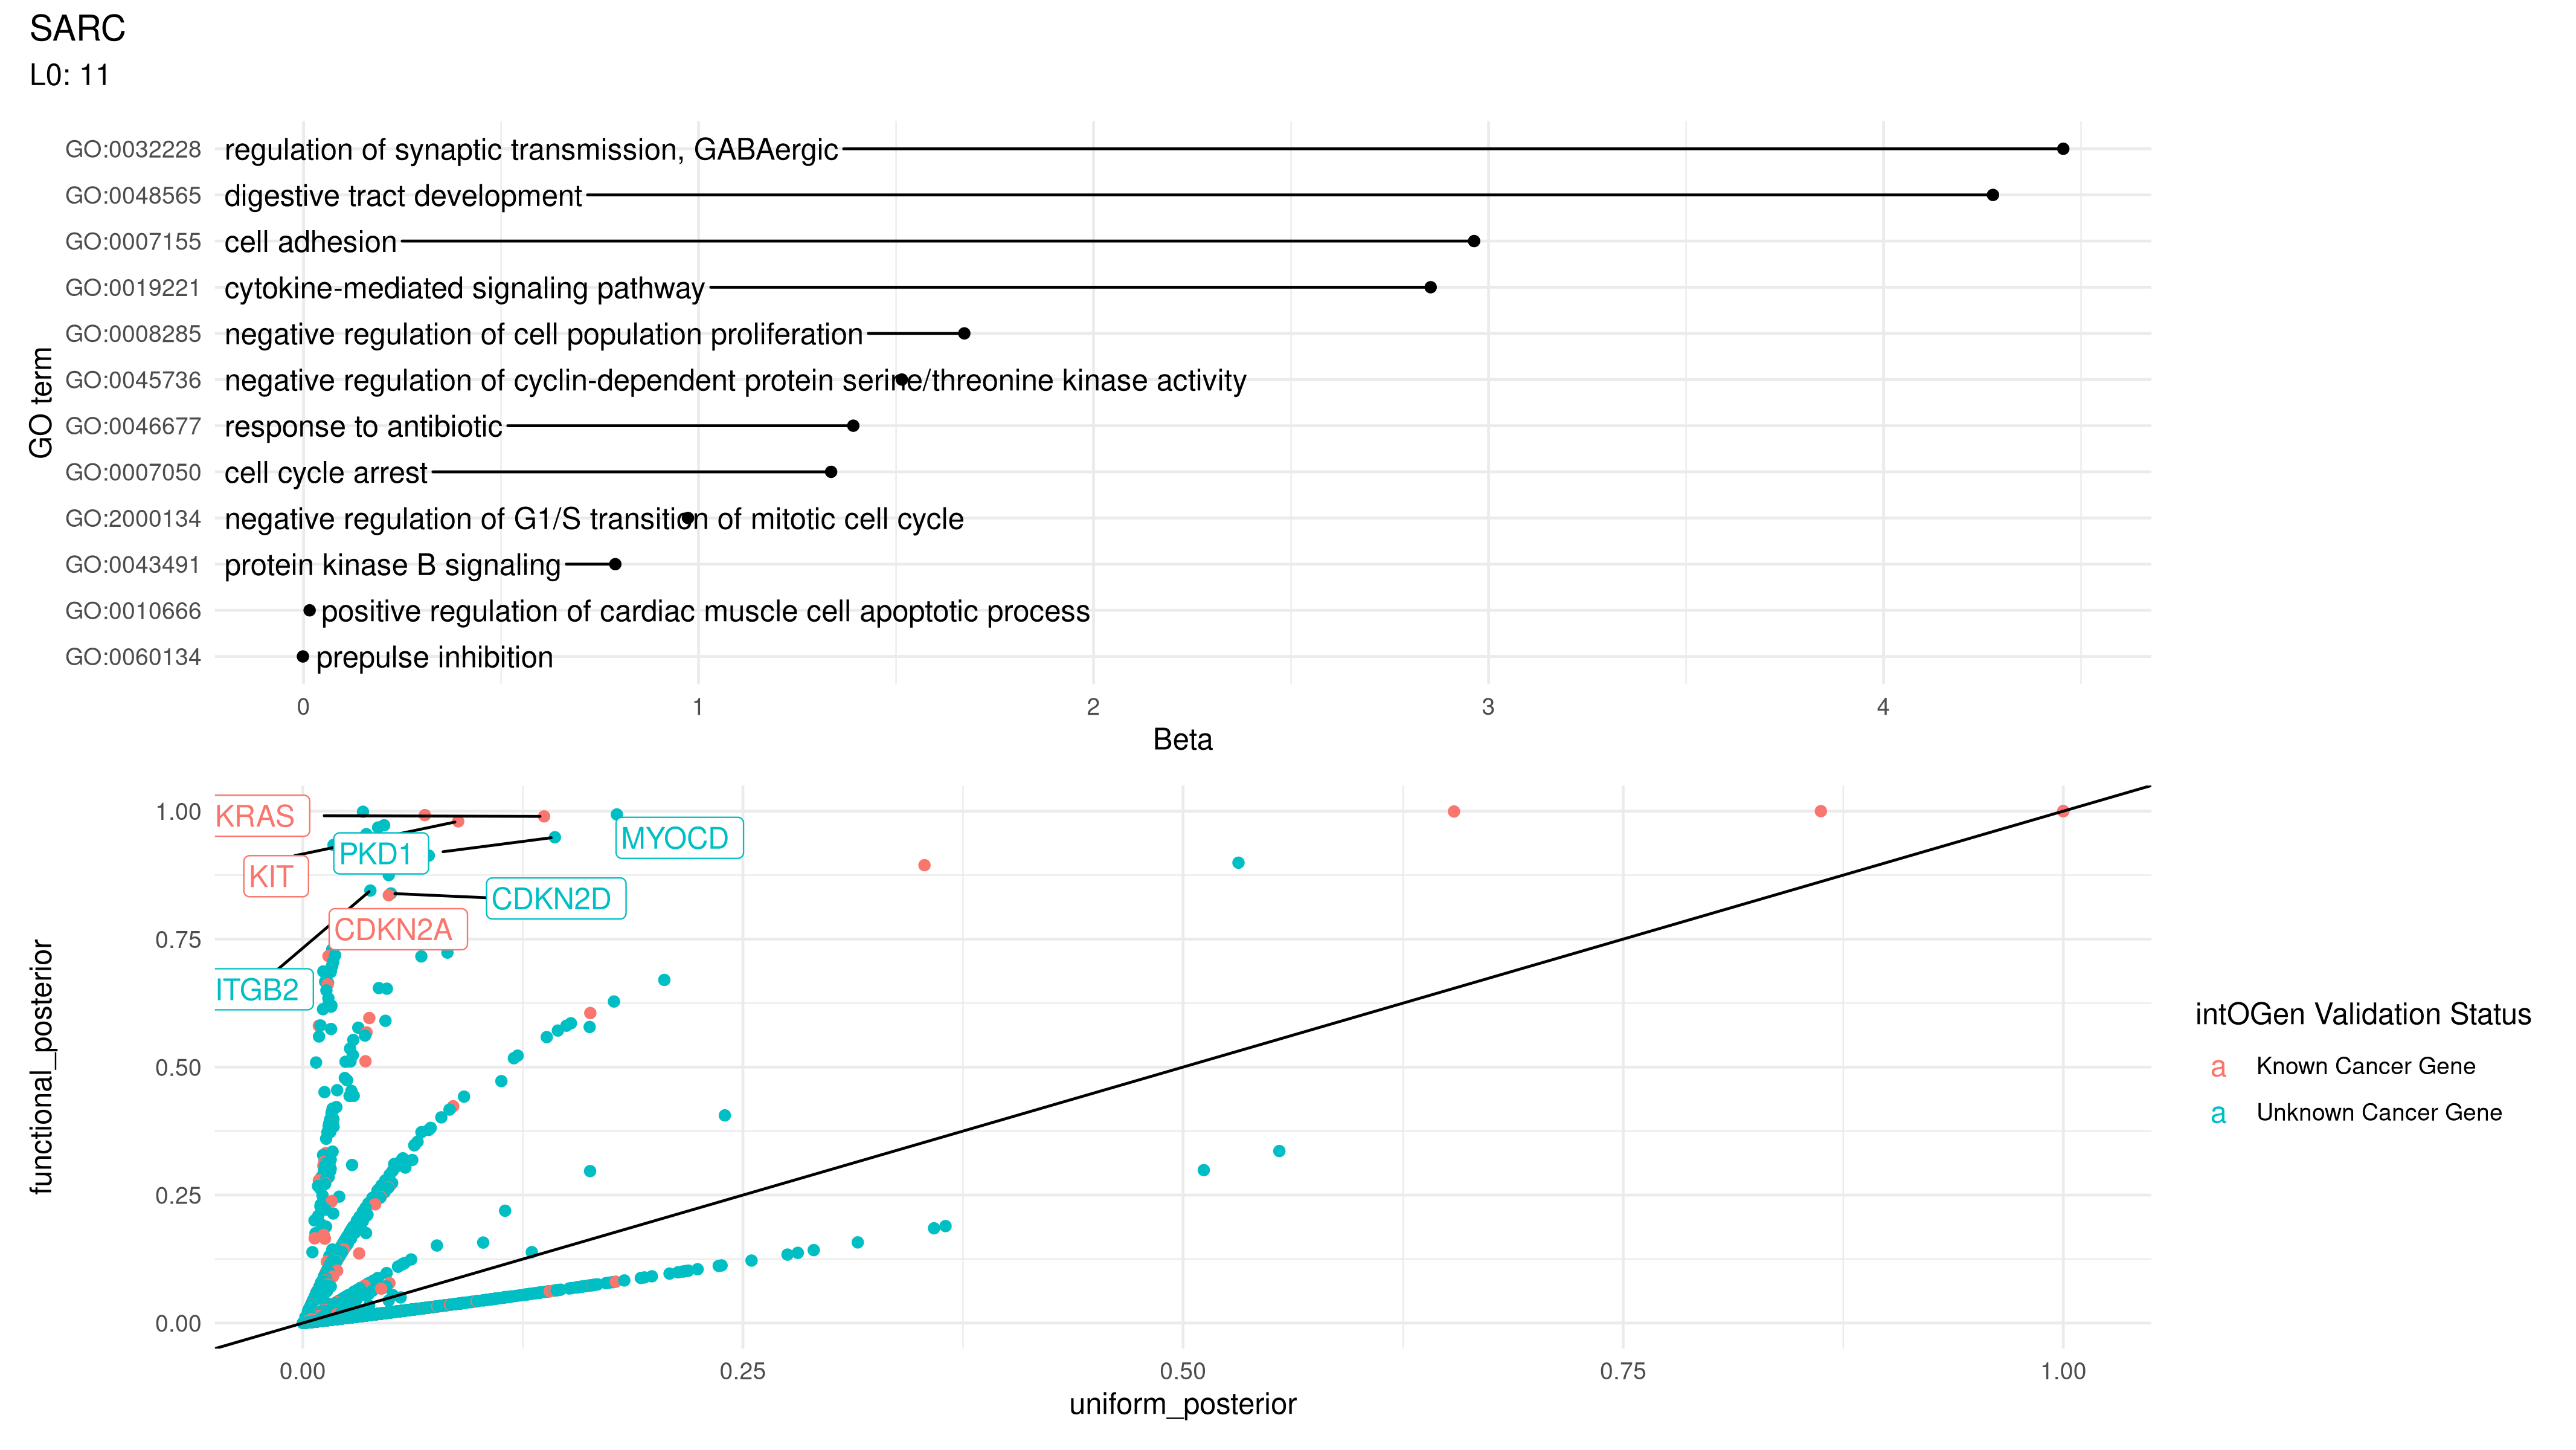 SARC
L0: 11
GO term
GO:0032228 regulation of synaptic transmission, GABAergic
GO:0048565 digestive tract development
GO:0007155 cell adhesion
GO:0019221 cytokine-mediated signaling pathway
GO:0008285 negative regulation of cell population proliferation
GO:0045736 negative regulation of cyclin-dependent protein serine/threonine kinase activity
GO:0046677 response to antibiotic
GO:0007050 cell cycle arrest
GO:2000134 negative regulation of G1/S transition of mitotic cell cycle
GO:0043491 protein kinase B signaling
GO:0010666 positive regulation of cardiac muscle cell apoptotic process
GO:0060134 prepulse inhibition
0 1 2 3 4
Beta
functional_posterior
1.00
0.75
0.50
0.25
0.00
KRAS
MYOCD
PKD1
KIT
CDKN2D
CDKN2A
ITGB2
0.00 0.25 0.50 0.75 1.00
uniform_posterior
intOGen Validation Status
a Known Cancer Gene
a Unknown Cancer Gene